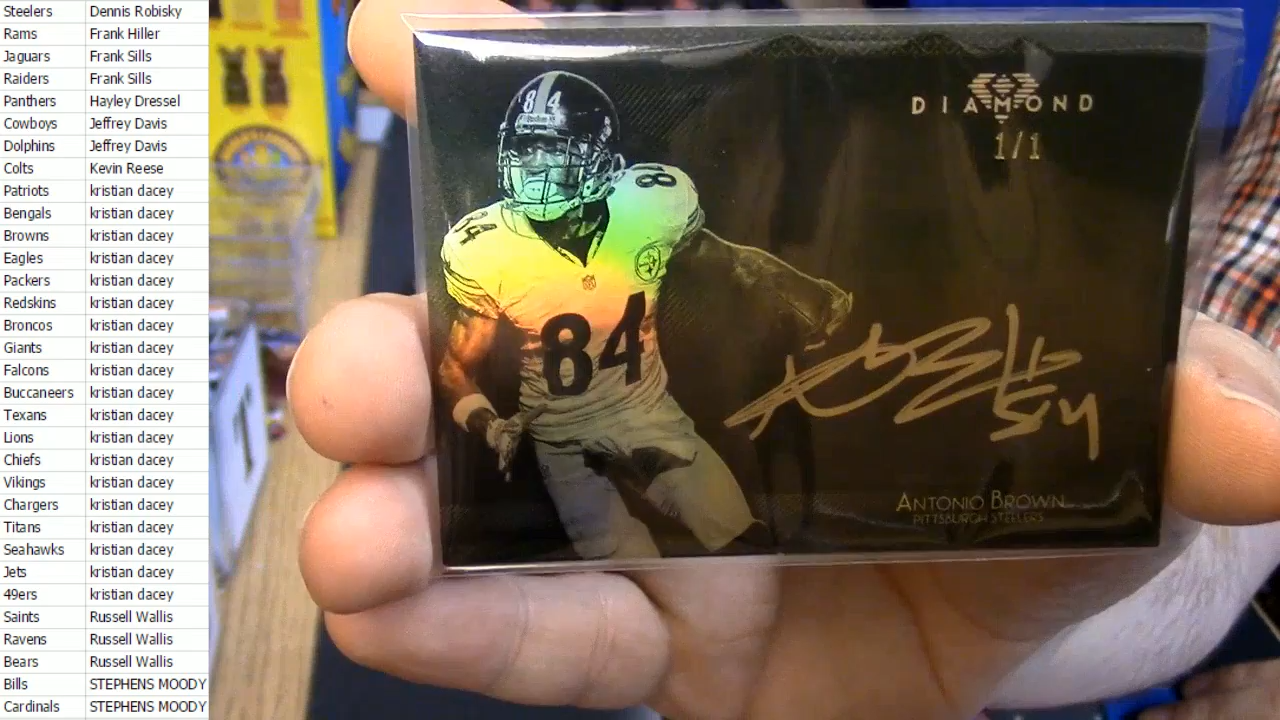 Steelers Dennis Robisky
Rams Frank Hiller
Jaguars Frank Sills
Raiders Frank Sills
Panthers Hayley Dressel
Cowboys Jeffrey Davis
Dolphins Jeffrey Davis
Colts Kevin Reese
Patriots kristian dacey
Bengals kristian dacey
Browns kristian dacey
Eagles kristian dacey
Packers kristian dacey
Redskins kristian dacey
Broncos kristian dacey
Giants kristian dacey
Falcons kristian dacey
Buccaneers kristian dacey
Texans kristian dacey
Lions kristian dacey
Chiefs kristian dacey
Vikings kristian dacey
Chargers kristian dacey
Titans kristian dacey
Seahawks kristian dacey
Jets kristian dacey
49ers kristian dacey
Saints Russell Wallis
Ravens Russell Wallis
Bears Russell Wallis
Bills STEPHENS MOODY
Cardinals STEPHENS MOODY
DIAMOND
1/1
84
84
84
84
ANTONIO BROWN
PITTSBURGH STEELERS
T